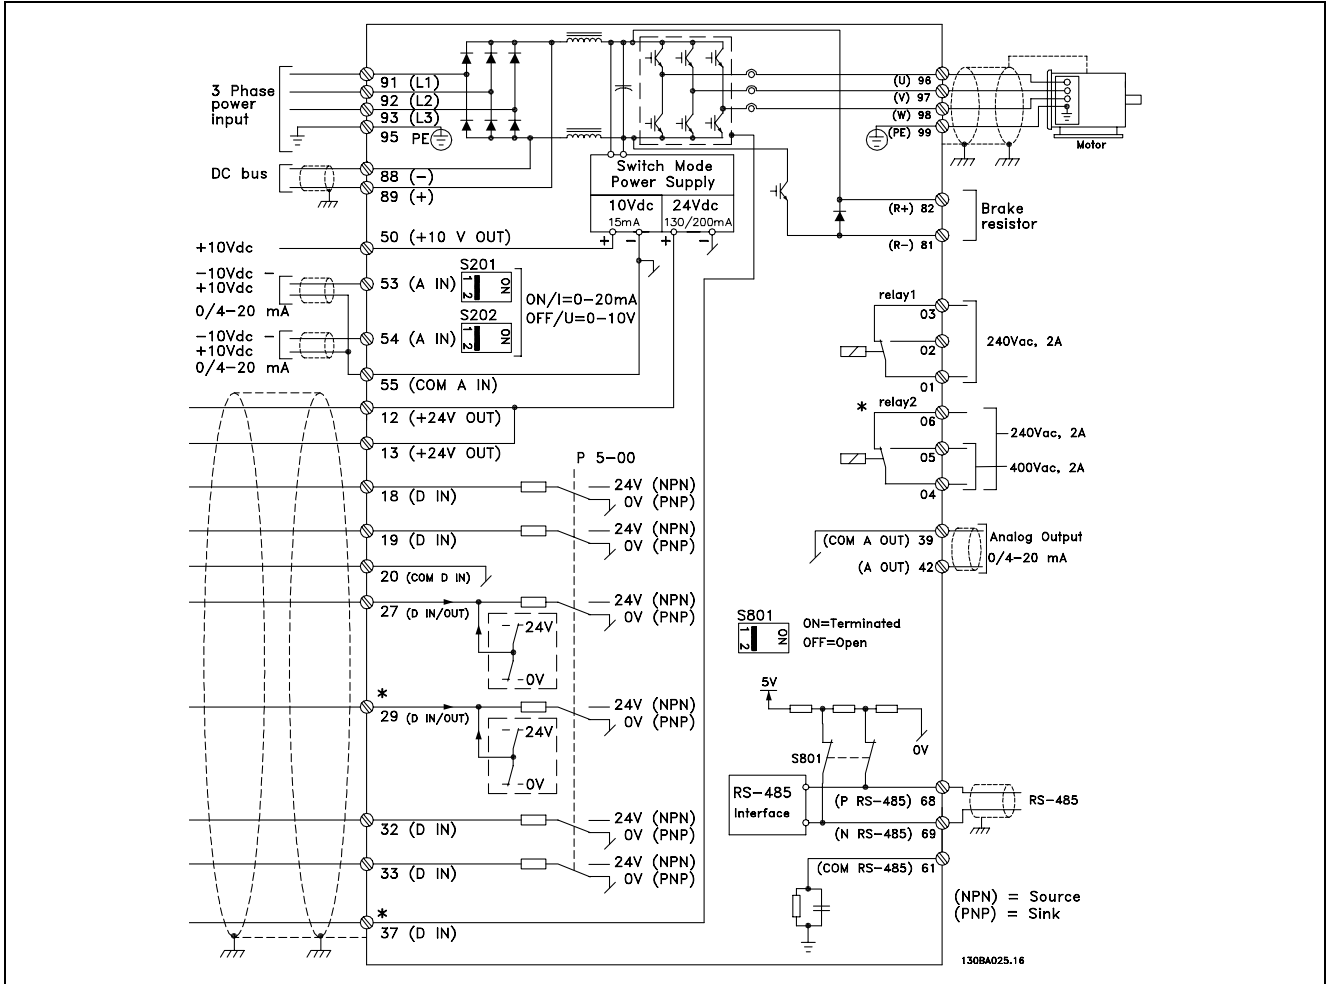 3 Phase
power
input
91 (L1)
92 (L2)
93 (L3)
95 PE
DC bus
88 (−)
89 (+)
Switch Mode
Power Supply
10Vdc
15mA
24Vdc
130/200mA
+ − + −
(U) 96
(V) 97
(W) 98
(PE) 99
Motor
(R+) 82
(R−) 81
Brake
resistor
+10Vdc
50 (+10 V OUT)
−10Vdc −
+10Vdc
0/4−20 mA
53 (A IN)
S201
1 2
ON
ON/I=0−20mA
OFF/U=0−10V
S202
1 2
ON
−10Vdc −
+10Vdc
0/4−20 mA
54 (A IN)
55 (COM A IN)
12 (+24V OUT)
13 (+24V OUT)
P 5-00
18 (D IN)
24V (NPN)
0V (PNP)
19 (D IN)
24V (NPN)
0V (PNP)
20 (COM D IN)
27 (D IN/OUT)
24V (NPN)
0V (PNP)
24V
0V
*
29 (D IN/OUT)
24V (NPN)
0V (PNP)
24V
0V
32 (D IN)
24V (NPN)
0V (PNP)
33 (D IN)
24V (NPN)
0V (PNP)
*
37 (D IN)
relay1
03
02
01
240Vac, 2A
*
relay2
06
05
04
240Vac, 2A
400Vac, 2A
(COM A OUT) 39
(A OUT) 42
Analog Output
0/4−20 mA
S801
1 2
ON
ON=Terminated
OFF=Open
5V
0V
S801
RS-485
Interface
(P RS-485) 68
(N RS-485) 69
RS-485
(COM RS-485) 61
(NPN) = Source
(PNP) = Sink
130BA025.16